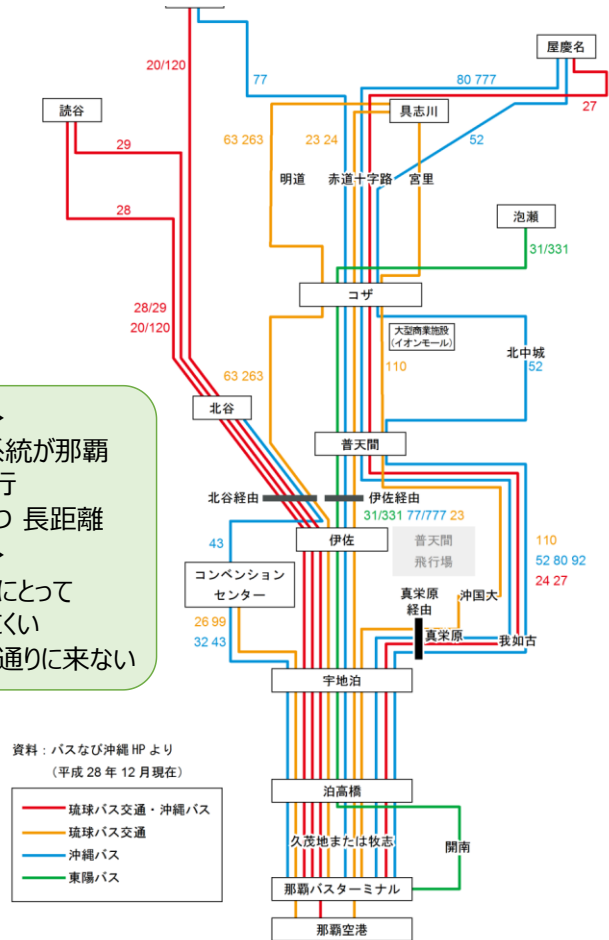 屋慶名
20/120
77
80 777
27
読谷
具志川
63 263
23 24
52
29
明道
赤道十字路
宮里
泡瀬
28
31/331
コザ
28/29
20/120
大型商業施設
(イオンモール)
北中城
52
110
63 263
北谷
普天間
系統が那覇
行
つ 長距離
にとって
くい
通りに来ない
北谷経由
伊佐経由
31/331 77/777 23
43
伊佐
普天間
飛行場
110
52 80 92
24 27
コンベンション
センター
真栄原
経由
沖国大
26 99
32 43
真栄原
我如古
宇地泊
資料:バスなび沖縄 HP より
(平成 28 年 12 月現在)
泊高橋
琉球バス交通・沖縄バス
琉球バス交通
沖縄バス
東陽バス
久茂地または牧志
開南
那覇バスターミナル
那覇空港